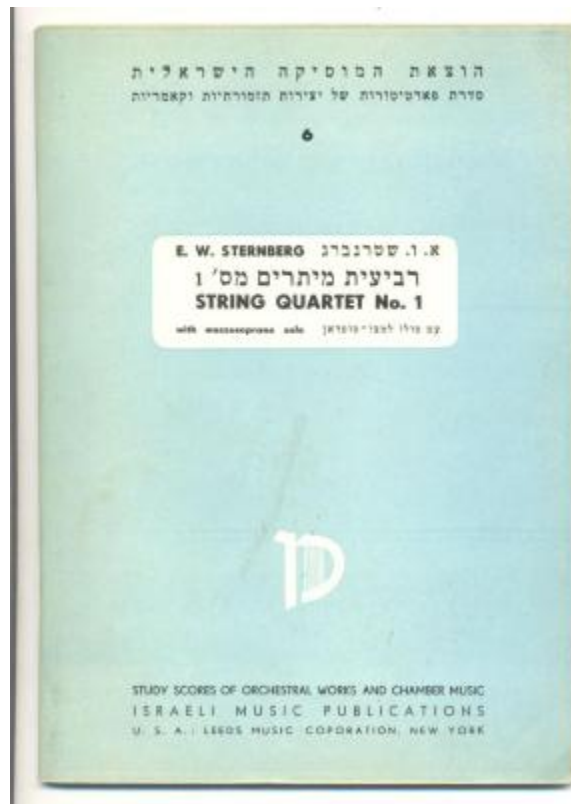 הוצאת המוסיקה הישראלית
סדרת פארטיטורות של יצירות תזמורתיות וקאמריות
6
E. W. STERNBERG א. ו. שטרנברג
רביעית מיתרים מס' 1
STRING QUARTET No. 1
with mezzosoprano solo עם סולו למצו-סופראן
STUDY SCORES OF ORCHESTRAL WORKS AND CHAMBER MUSIC
ISRAELI MUSIC PUBLICATIONS
U. S. A.: LEEDS MUSIC COPORATION, NEW YORK